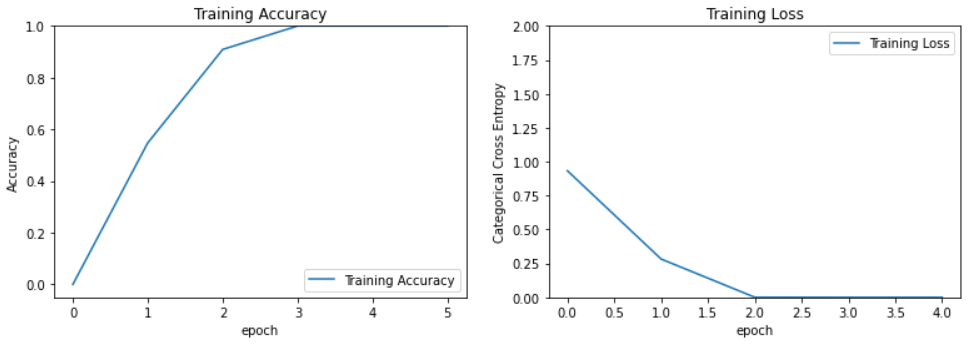 Training Accuracy
1.0
0.8
0.6
0.4
0.2
0.0
Accuracy
Training Accuracy
0 1 2 3 4 5
epoch
Training Loss
2.00
1.75
1.50
1.25
1.00
0.75
0.50
0.25
0.00
Categorical Cross Entropy
Training Loss
0.0 0.5 1.0 1.5 2.0 2.5 3.0 3.5 4.0
epoch